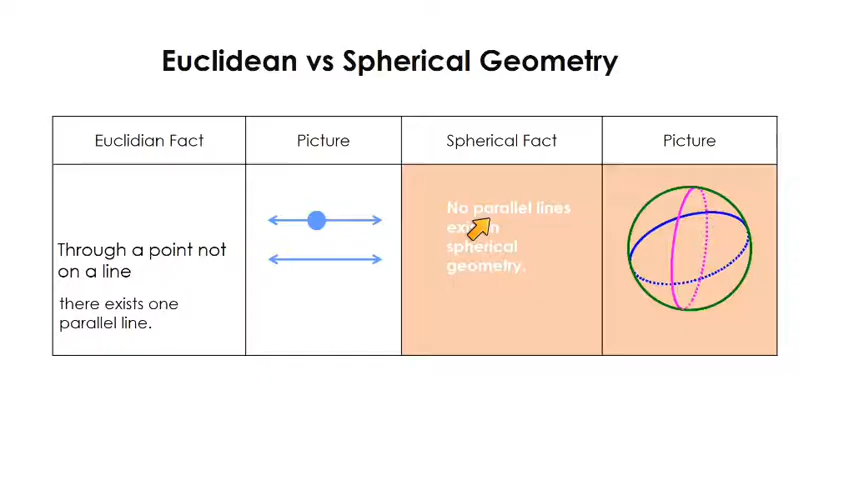 Euclidean vs Spherical Geometry
Euclidian Fact
Picture
Spherical Fact
Picture
Through a point not
on a line
there exists one
parallel line.
No parallel lines
spherical
geometry.